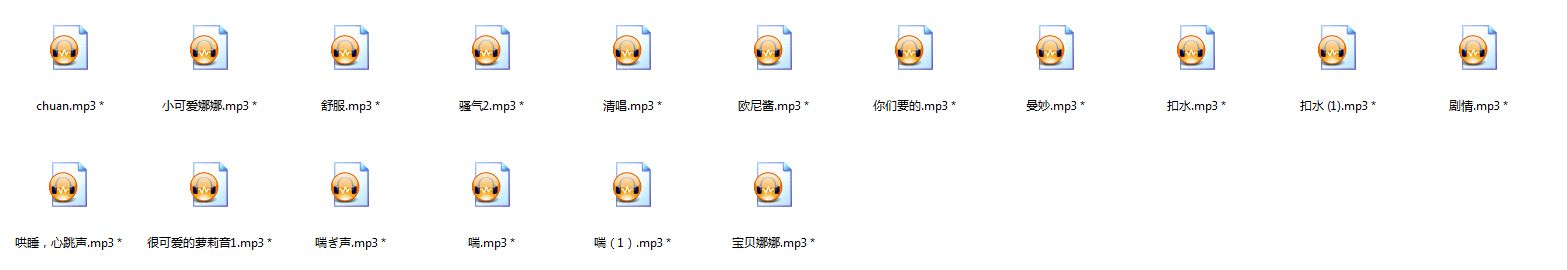 chuan.mp3 *
小可爱娜娜.mp3 *
舒服.mp3 *
骚气2.mp3 *
清唱.mp3 *
欧尼酱.mp3 *
你们要的.mp3 *
曼妙.mp3 *
扣水.mp3 *
扣水 (1).mp3 *
剧情.mp3 *
哄睡，心跳声.mp3 *
很可爱的萝莉音1.mp3 *
喘ぎ声.mp3 *
喘.mp3 *
喘（1）.mp3 *
宝贝娜娜.mp3 *